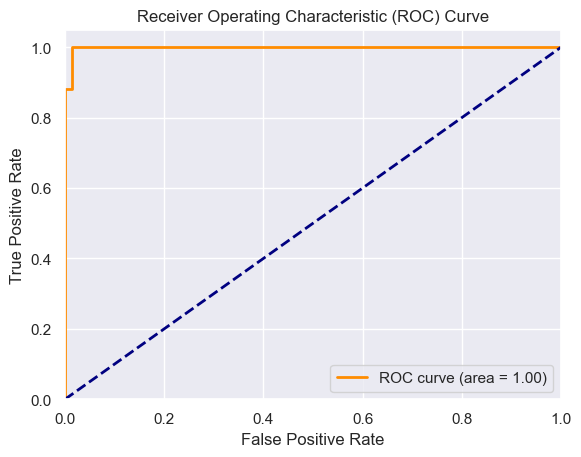 Receiver Operating Characteristic (ROC) Curve
True Positive Rate
1.0
0.8
0.6
0.4
0.2
0.0
ROC curve (area = 1.00)
0.0 0.2 0.4 0.6 0.8 1.0
False Positive Rate